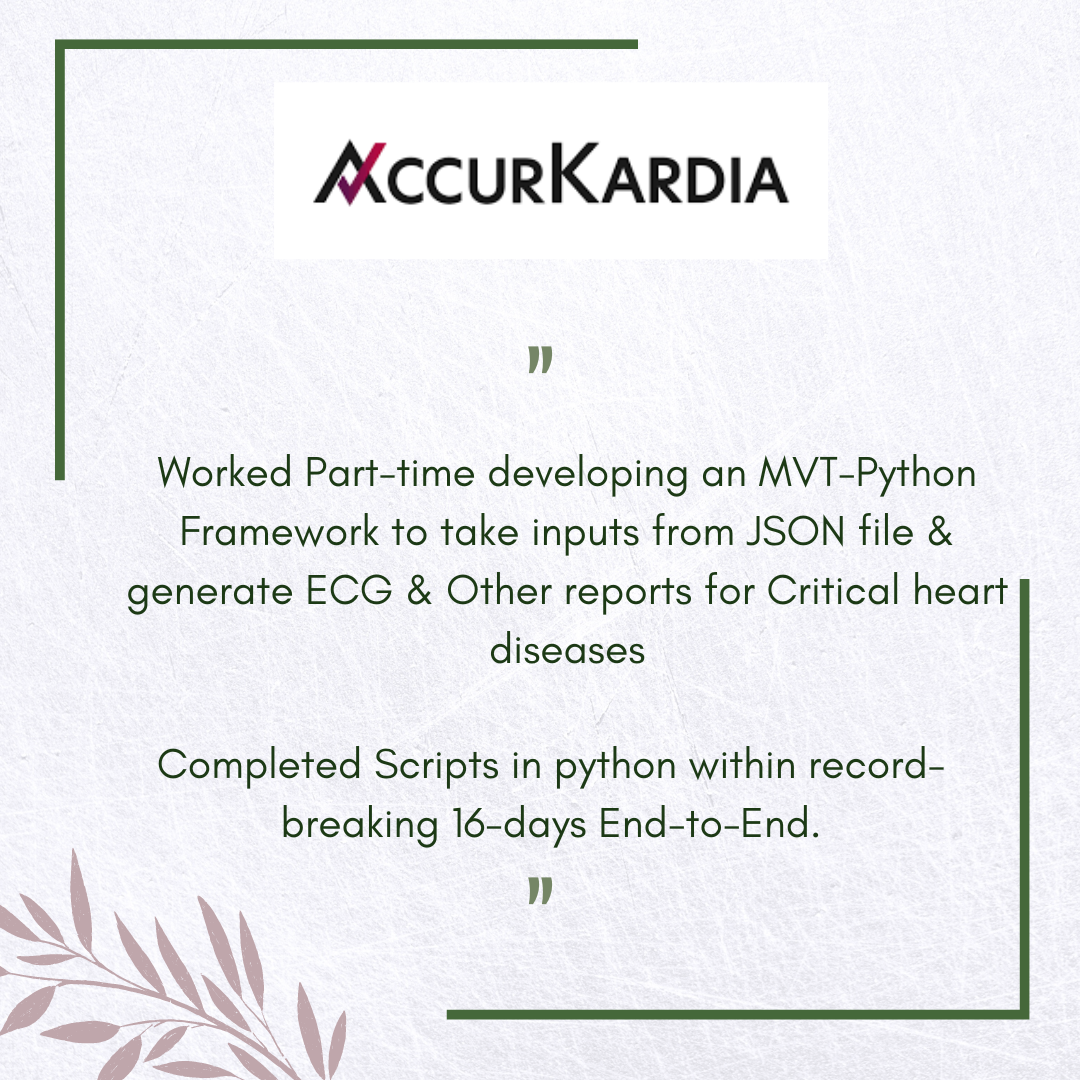 AccurKardia
"
Worked Part-time developing an MVT-Python
Framework to take inputs from JSON file &
generate ECG & Other reports for Critical heart
diseases
Completed Scripts in python within record-
breaking 16-days End-to-End.
"